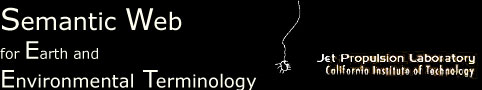 Semantic Web
for Earth and
Environmental Terminology
Jet Propulsion Laboratory
California Institute of Technology